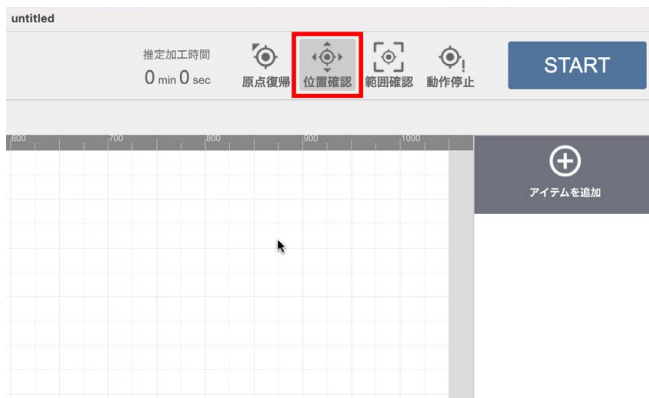 untitled
推定加工時間
0 min 0 sec
原点復帰
位置確認
範囲確認
動作停止
START
600 700 800 900 1000
アイテムを追加